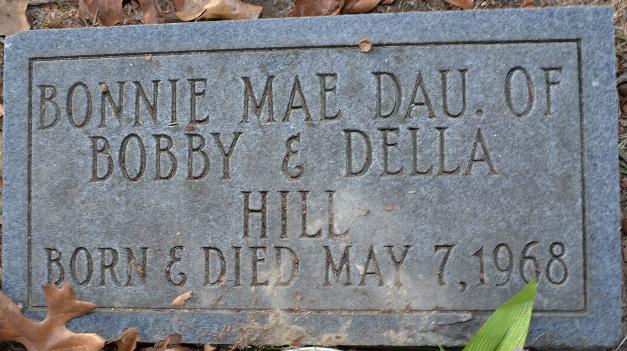 BONNIE MAE DAU. OF
BOBBY & DELLA
HILL
BORN & DIED MAY 7, 1968